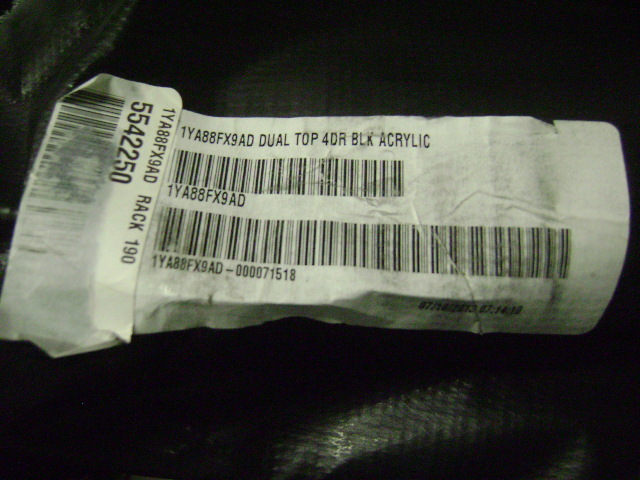 1YA88FX9AD DUAL TOP 4DR BLK ACRYLIC
1YA88FX9AD
1YA88FX9AD-000071518
1YA88FX9AD RACK 190
5542250